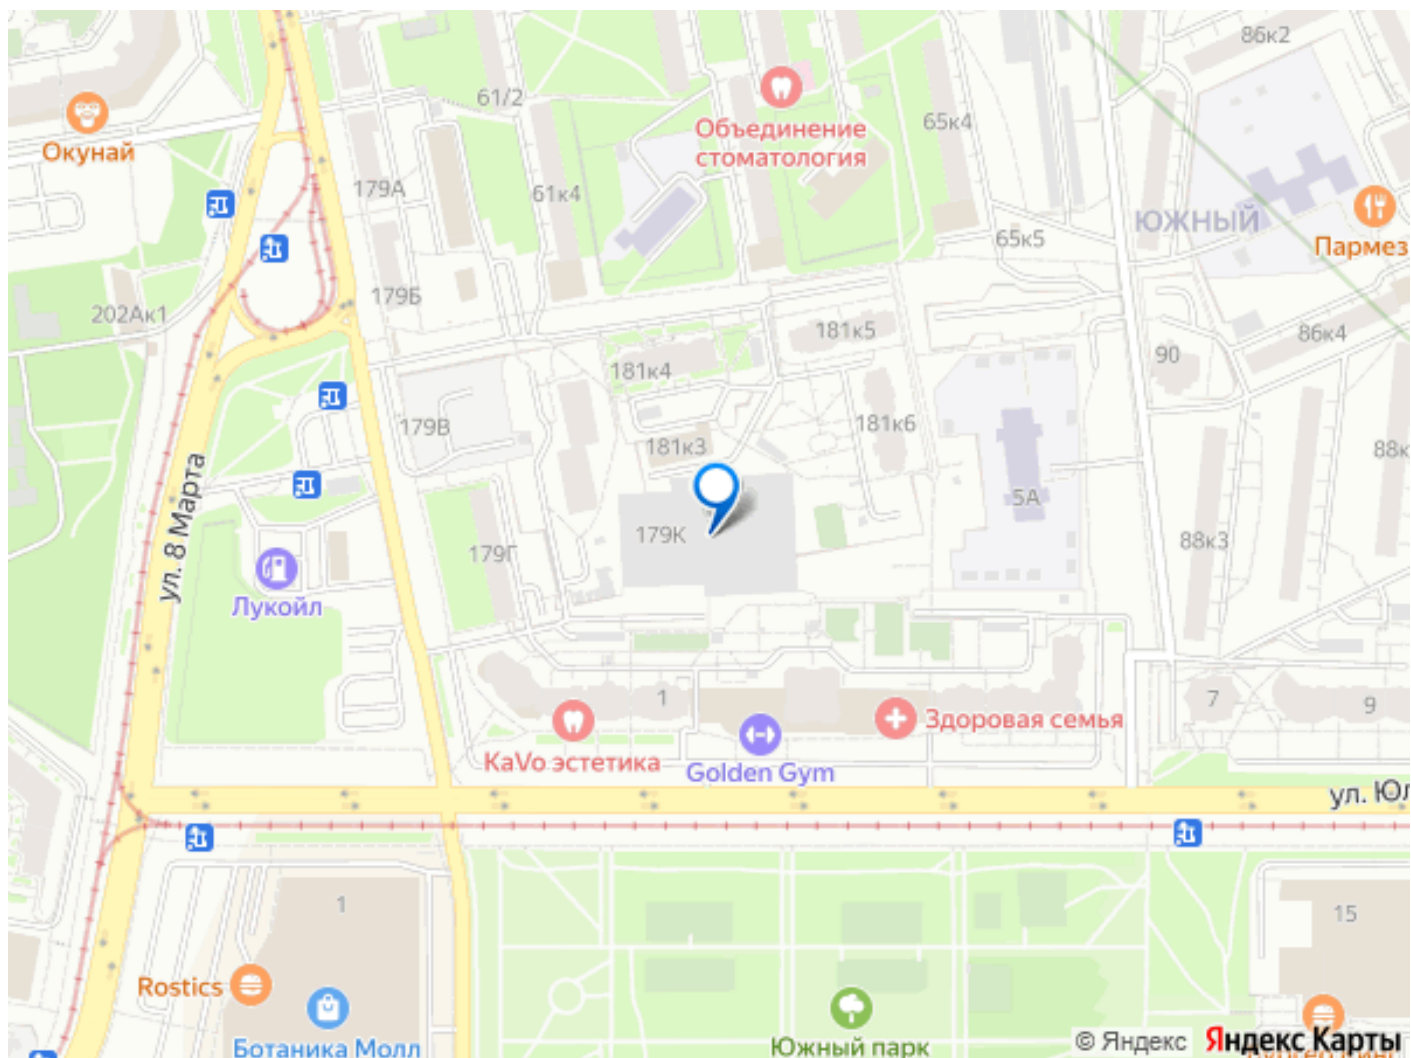 86к2
61/2
Окунай
Объединение
стоматология
65к4
179А
61к4
ЮЖНЫЙ
65к5
Пармез
179Б
202Ак1
181к5
86к4
90
181к4
179В
181к6
181к3
88к
ул. 8 Марта
5А
179К
88к3
179Г
Лукойл
1
7
9
Здоровая семья
KaVo эстетика
Golden Gym
ул. Юл
1
15
Rostics
Ботаника Молл
Южный парк
© Яндекс
Яндекс Карты